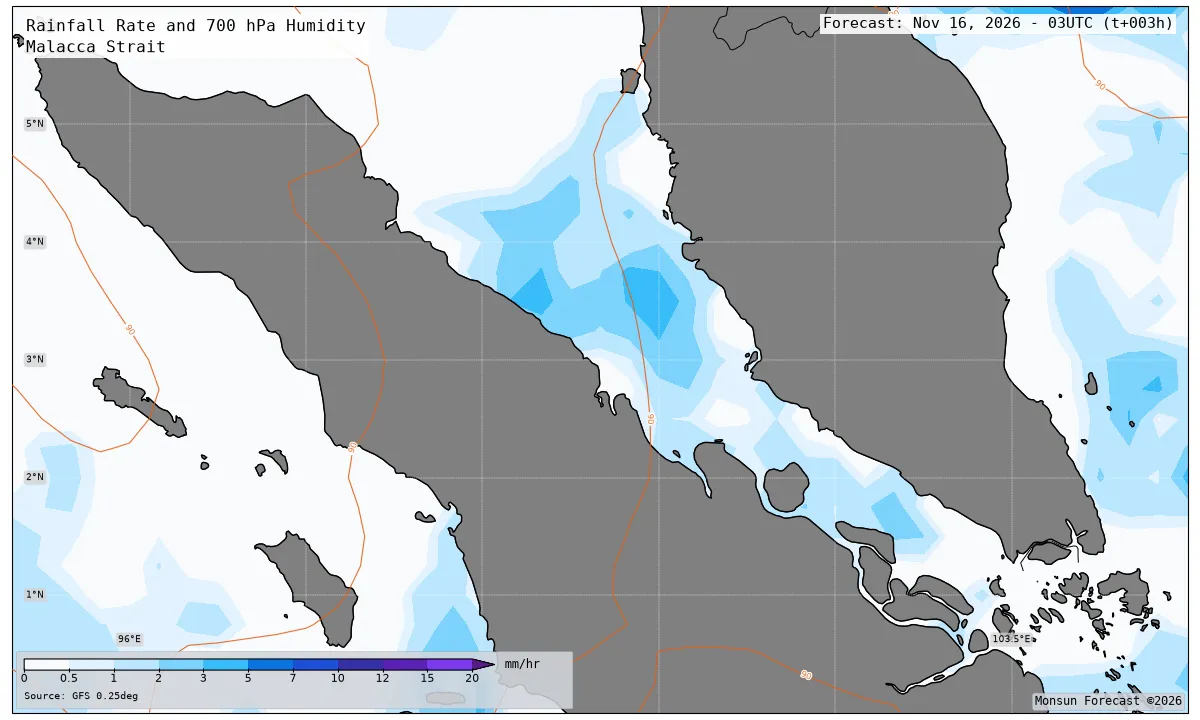 Rainfall Rate and 700 hPa Humidity
Malacca Strait
Forecast: Nov 16, 2026 - 03UTC (t+003h)
90
90
5°N
4°N
90
3°N
90
90
2°N
1°N
96°E
103.5°E
90
mm/hr
0 0.5 1 2 3 5 7 10 12 15 20
Source: GFS 0.25deg
Monsun Forecast ©2026